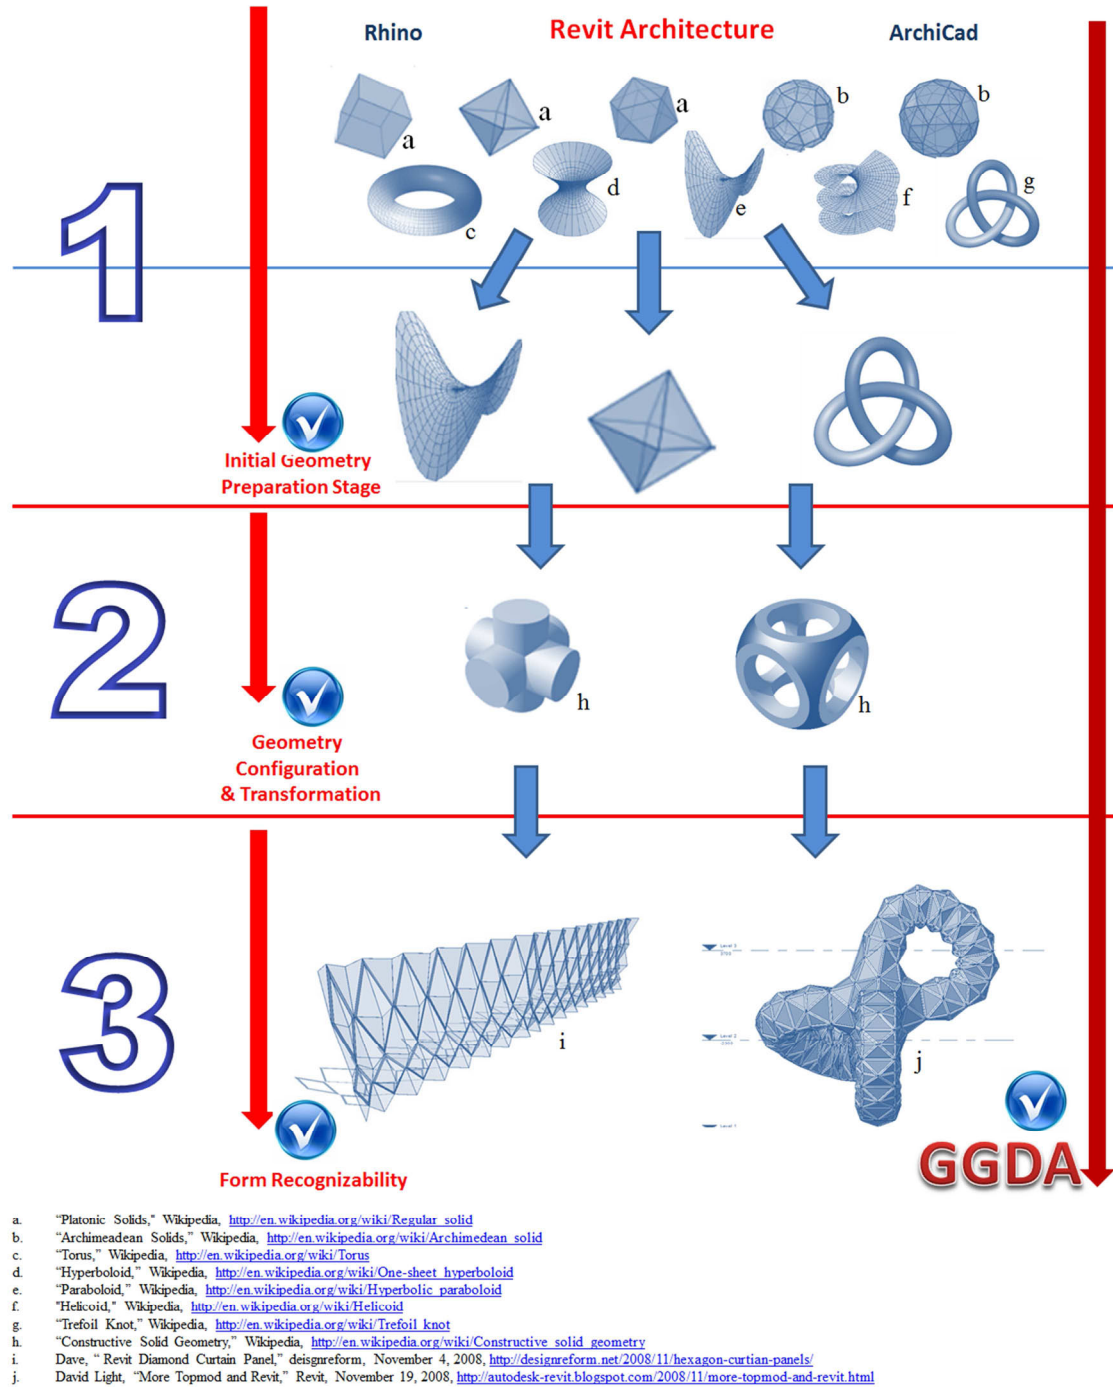 Rhino
Revit Architecture
ArchiCad
a
a
a
b
b
c
d
e
f
g
1
Initial Geometry
Preparation Stage
2
h
h
Geometry
Configuration
& Transformation
3
Level 3
Level 2
i
j
GGDA
Form Recognizability
a. “Platonic Solids," Wikipedia, http://en.wikipedia.org/wiki/Regular_solid
b. “Archimeadean Solids,” Wikipedia, http://en.wikipedia.org/wiki/Archimedean_solid
c. “Torus,” Wikipedia, http://en.wikipedia.org/wiki/Torus
d. “Hyperboloid,” Wikipedia, http://en.wikipedia.org/wiki/One-sheet_hyperboloid
e. “Paraboloid,” Wikipedia, http://en.wikipedia.org/wiki/Hyperbolic_paraboloid
f. "Helicoid," Wikipedia, http://en.wikipedia.org/wiki/Helicoid
g. “Trefoil Knot,” Wikipedia, http://en.wikipedia.org/wiki/Trefoil_knot
h. “Constructive Solid Geometry,” Wikipedia, http://en.wikipedia.org/wiki/Constructive_solid_geometry
i. Dave, “ Revit Diamond Curtain Panel,” deisgnreform, November 4, 2008, http://designreform.net/2008/11/hexagon-curtian-panels/
j. David Light, “More Topmod and Revit,” Revit, November 19, 2008, http://autodesk-revit.blogspot.com/2008/11/more-topmod-and-revit.html